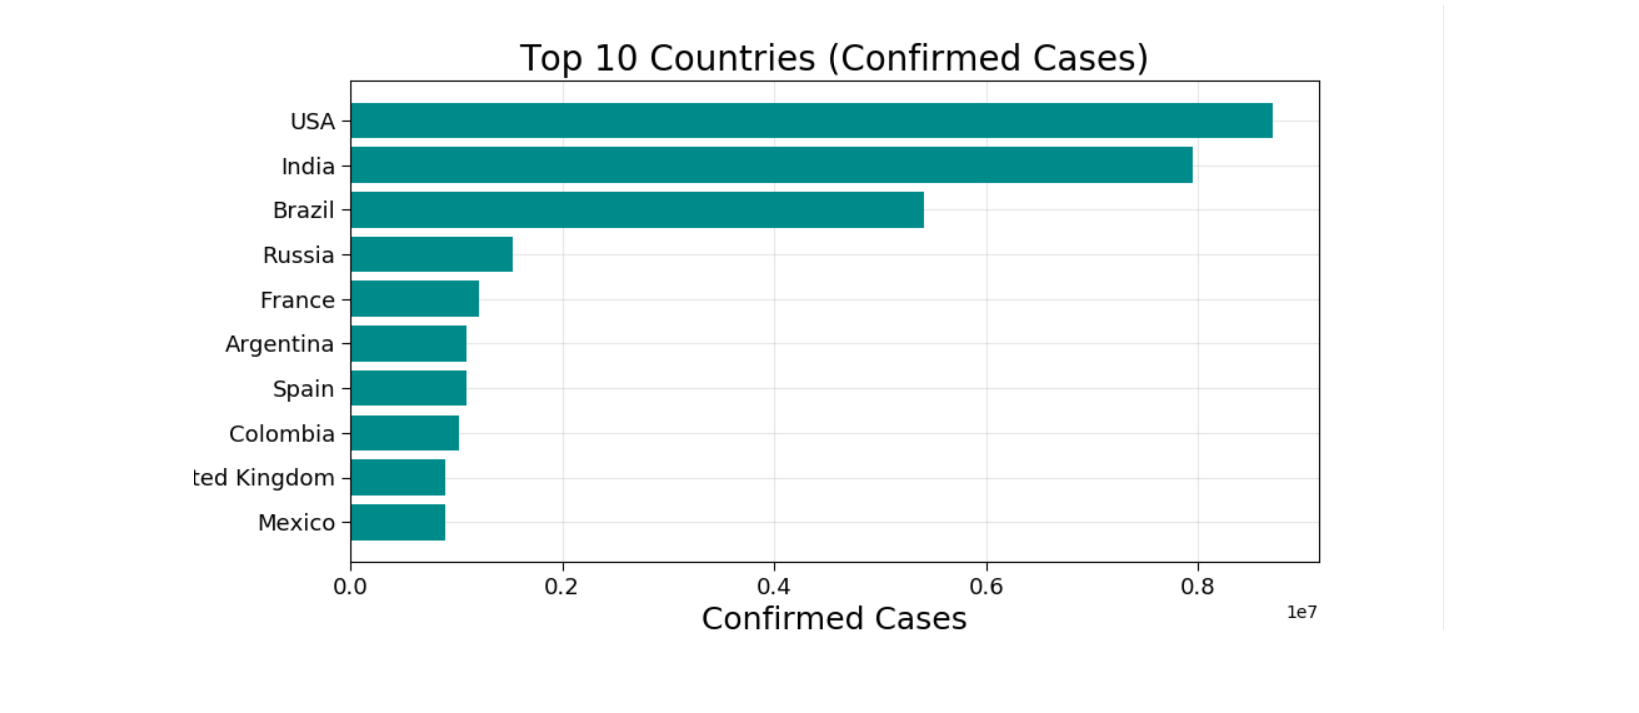 Top 10 Countries (Confirmed Cases)
USA
India
Brazil
Russia
France
Argentina
Spain
Colombia
ted Kingdom
Mexico
0.0 0.2 0.4 0.6 0.8
1e7
Confirmed Cases